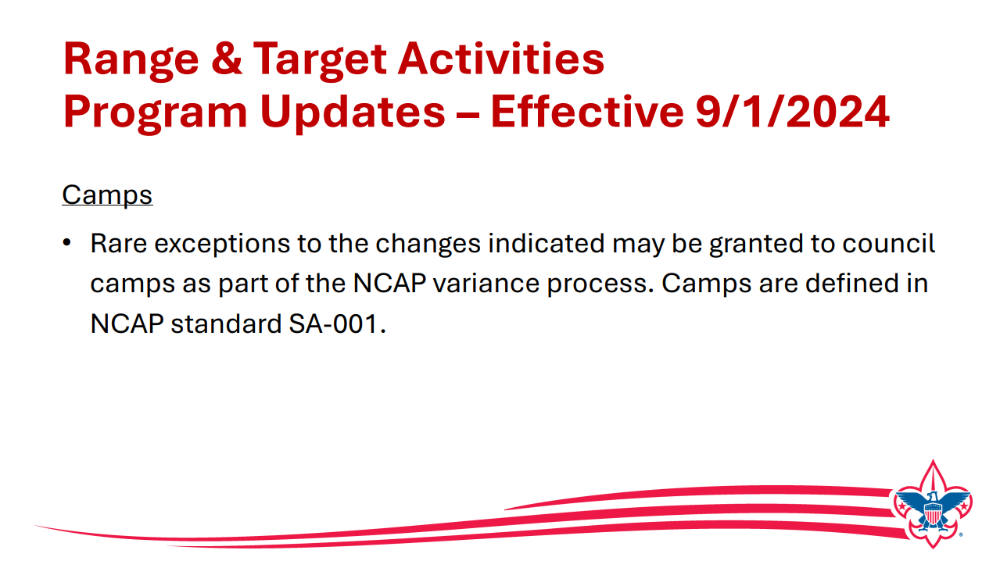 Range & Target Activities
Program Updates – Effective 9/1/2024
Camps
• Rare exceptions to the changes indicated may be granted to council
camps as part of the NCAP variance process. Camps are defined in
NCAP standard SA-001.
®